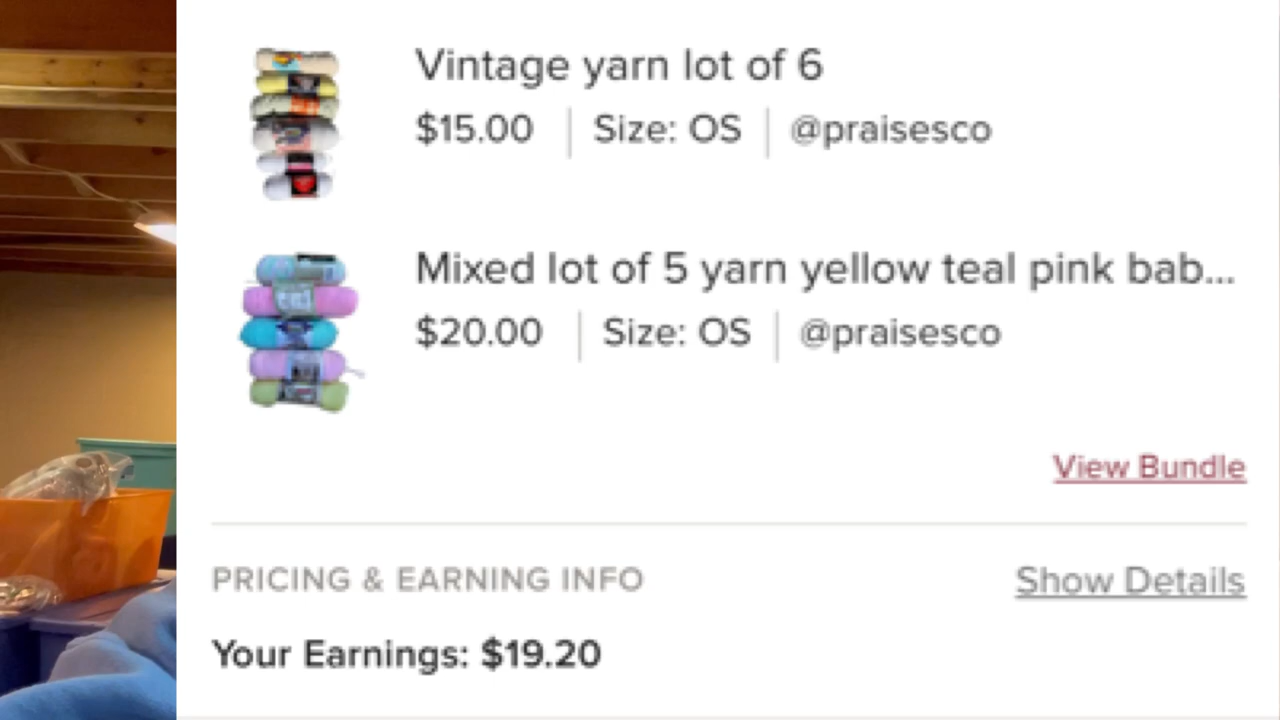 Vintage yarn lot of 6
$15.00 | Size: OS | @praisesco
Mixed lot of 5 yarn yellow teal pink bab...
$20.00 | Size: OS | @praisesco
View Bundle
PRICING & EARNING INFO
Show Details
Your Earnings: $19.20